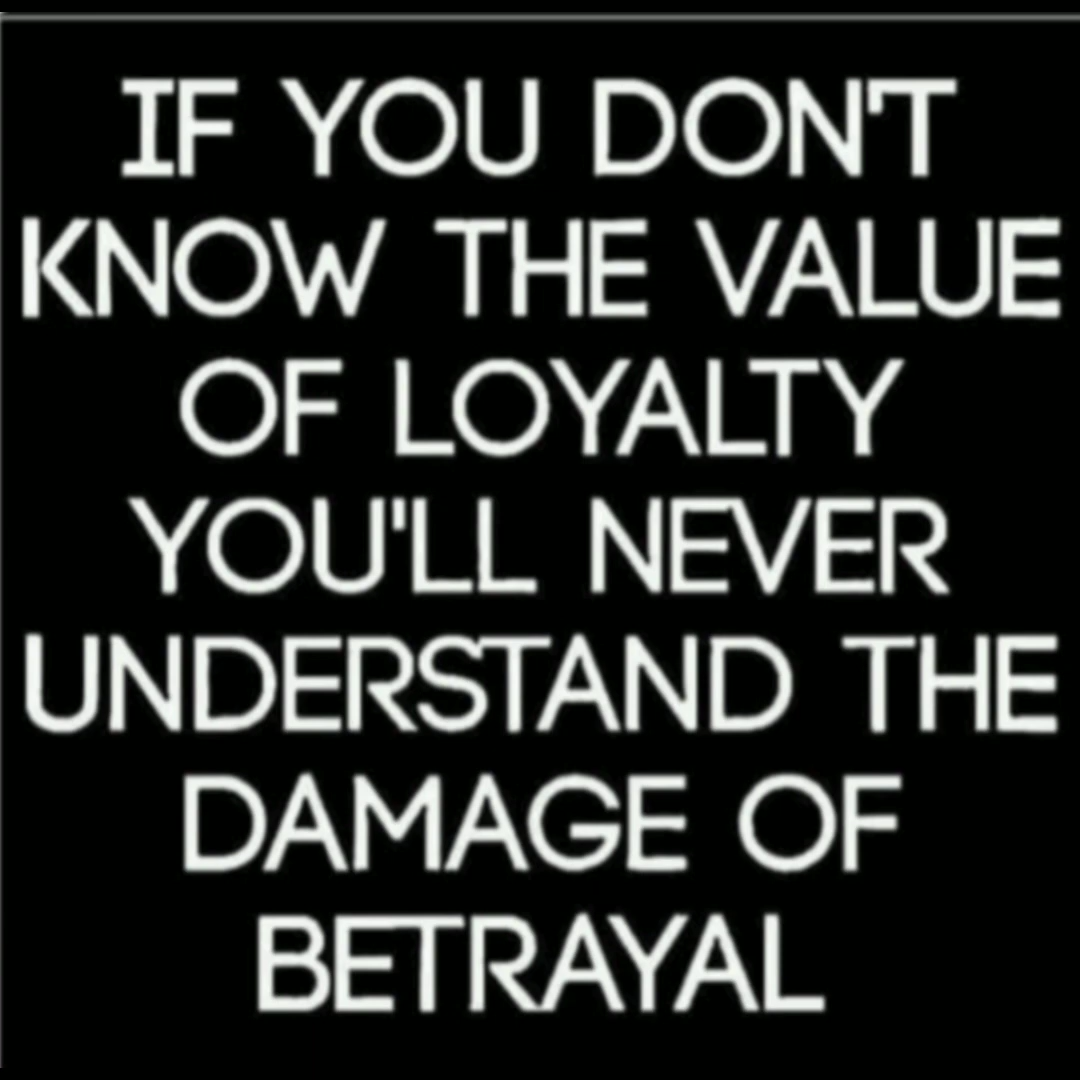 IF YOU DON'T
KNOW THE VALUE
OF LOYALTY
YOU'LL NEVER
UNDERSTAND THE
DAMAGE OF
BETRAYAL